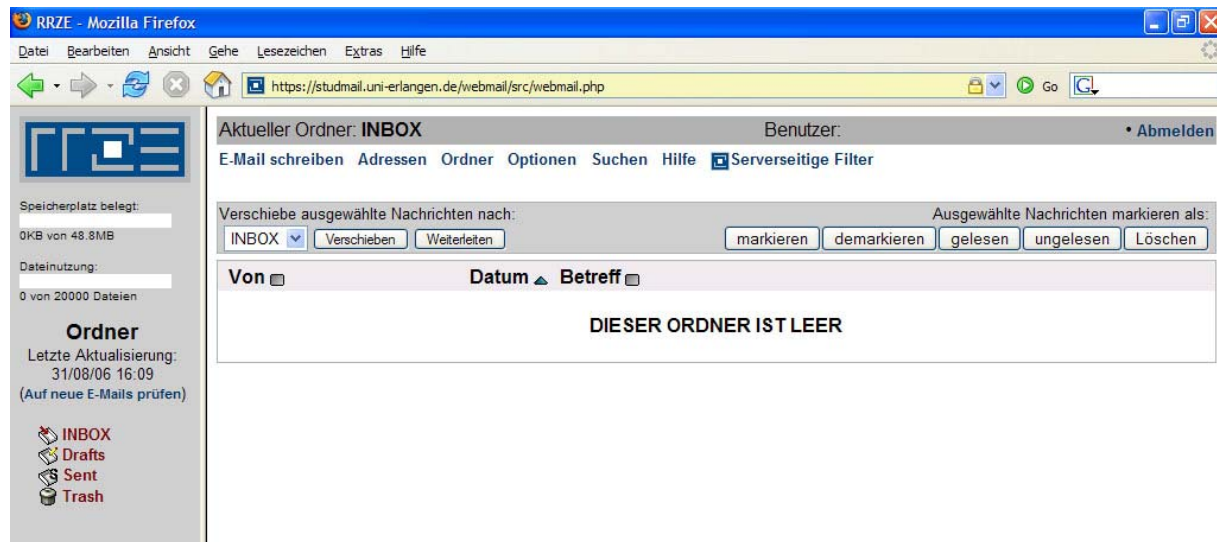 RRZE - Mozilla Firefox
Datei Bearbeiten Ansicht Gehe Lesezeichen Extras Hilfe
https://studmail.uni-erlangen.de/webmail/src/webmail.php Go G
rrze
Speicherplatz belegt:
0KB von 48.8MB
Dateinutzung:
0 von 20000 Dateien
Ordner
Letzte Aktualisierung:
31/08/06 16:09
(Auf neue E-Mails prüfen)
INBOX
Drafts
Sent
Trash
Aktueller Ordner: INBOX Benutzer: • Abmelden
E-Mail schreiben Adressen Ordner Optionen Suchen Hilfe Serverseitige Filter
Verschiebe ausgewählte Nachrichten nach: Ausgewählte Nachrichten markieren als:
INBOX Verschieben Weiterleiten markieren demarkieren gelesen ungelesen Löschen
Von Datum Betreff
DIESER ORDNER IST LEER